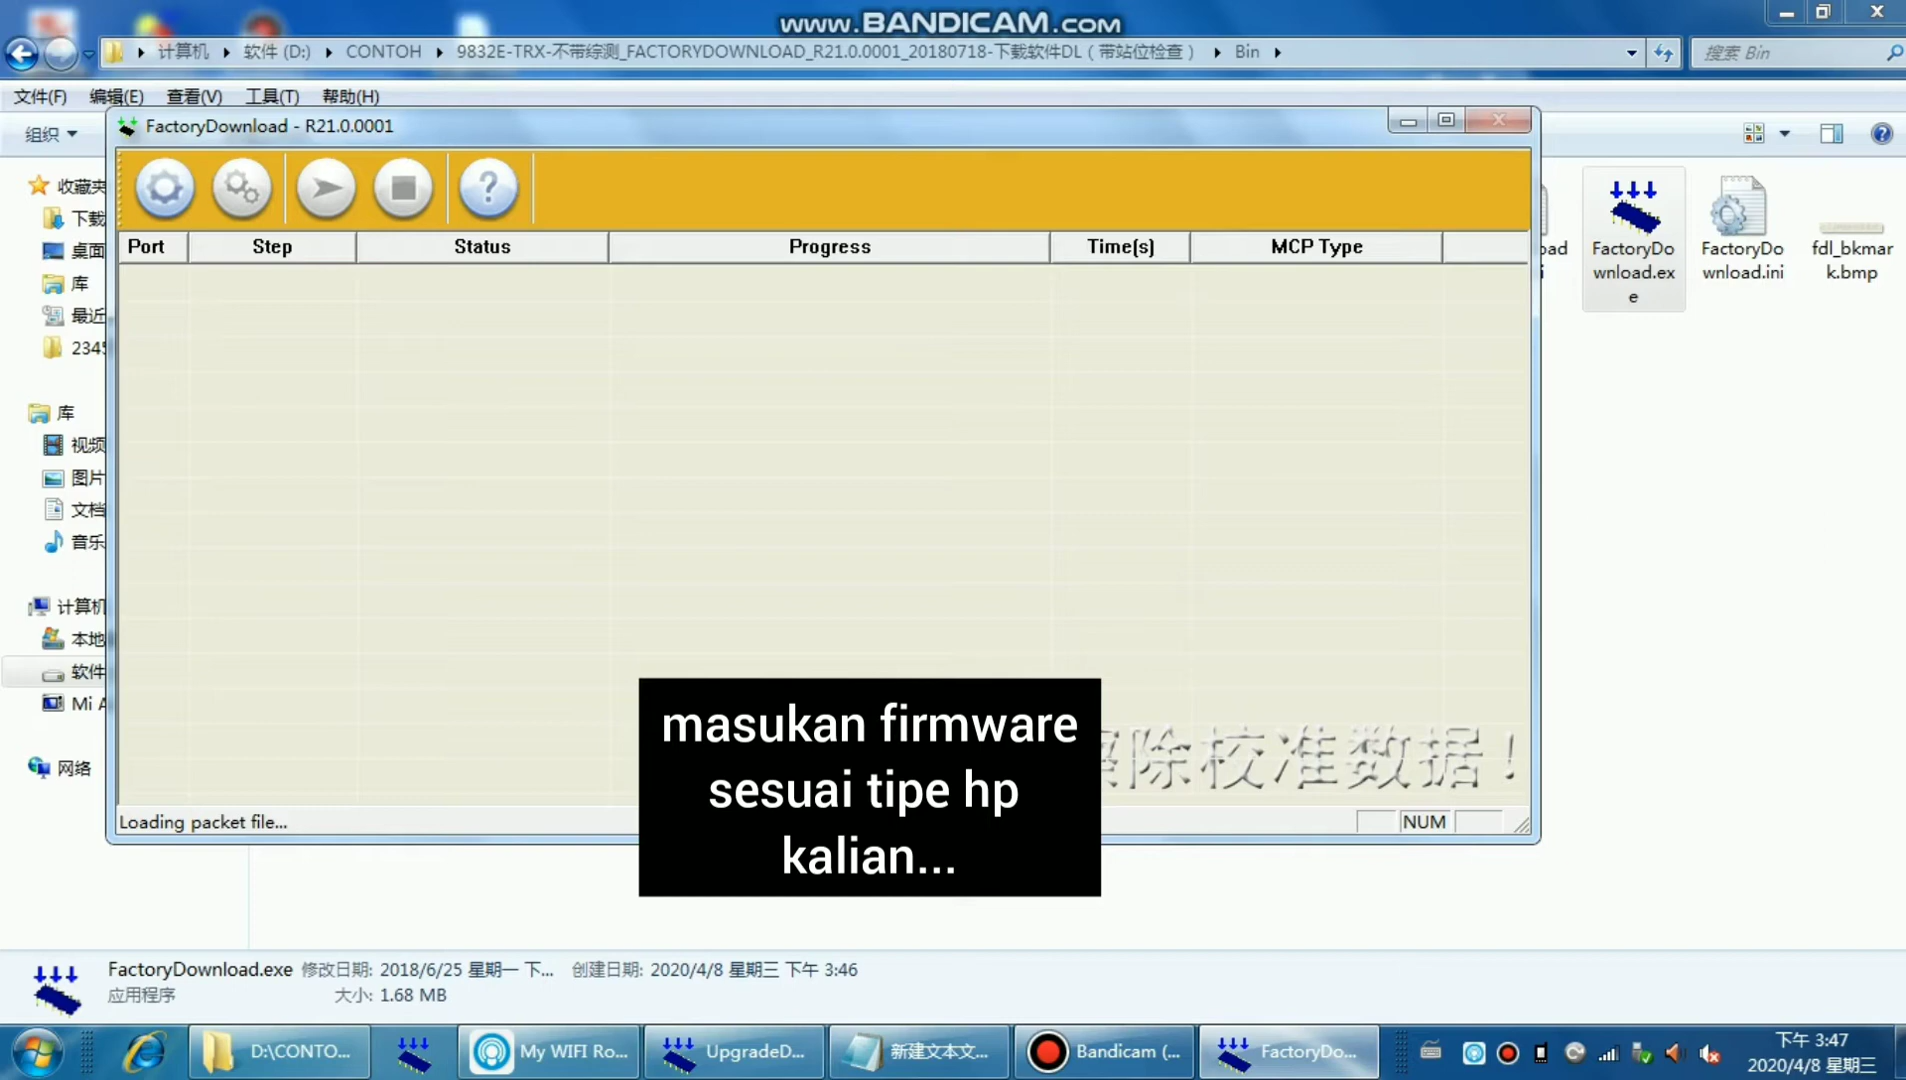 www.BANDICAM.com
计算机 软件 (D:) CONTOH 9832E-TRX-不带综测_FACTORYDOWNLOAD_R21.0.0001_20180718-下载软件DL（带站位检查） Bin
搜索 Bin
文件(F) 编辑(E) 查看(V) 工具(T) 帮助(H)
组织
FactoryDownload - R21.0.0001
Port Step Status Progress Time(s) MCP Type
收藏夹
下载
桌面
库
最近
2345
库
视频
图片
文档
音乐
计算机
本地
软件
Mi A
网络
FactoryDo
wnload.ex
e
FactoryDo
wnload.ini
fdl_bkmar
k.bmp
除校准数据！
masukan firmware
sesuai tipe hp
kalian...
Loading packet file...
NUM
FactoryDownload.exe 修改日期: 2018/6/25 星期一 下... 创建日期: 2020/4/8 星期三 下午 3:46
应用程序 大小: 1.68 MB
D:\CONTO... My WIFI Ro... UpgradeD... 新建文本文... Bandicam (... FactoryDo...
下午 3:47
2020/4/8 星期三